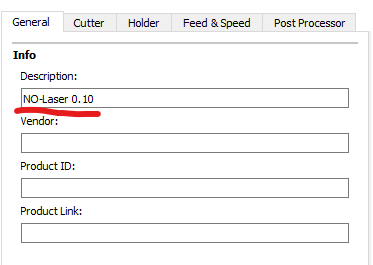 General Cutter Holder Feed & Speed Post Processor
Info
Description:
NO-Laser 0.10
Vendor:
Product ID:
Product Link: